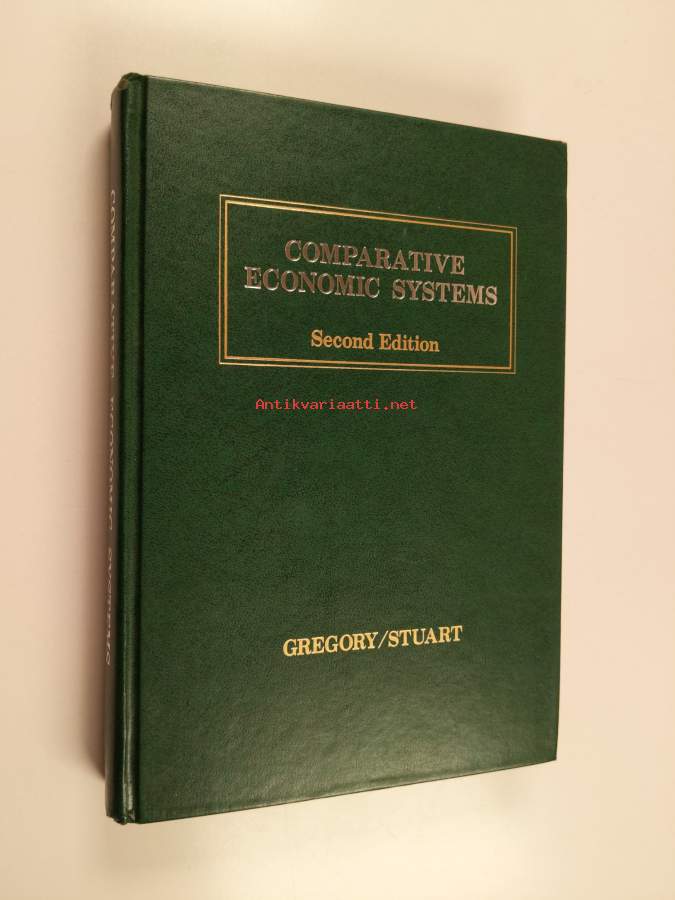 COMPARATIVE
ECONOMIC SYSTEMS
Second Edition
Antikvariaatti.net
GREGORY/STUART
COMPARATIVE ECONOMIC SYSTEMS